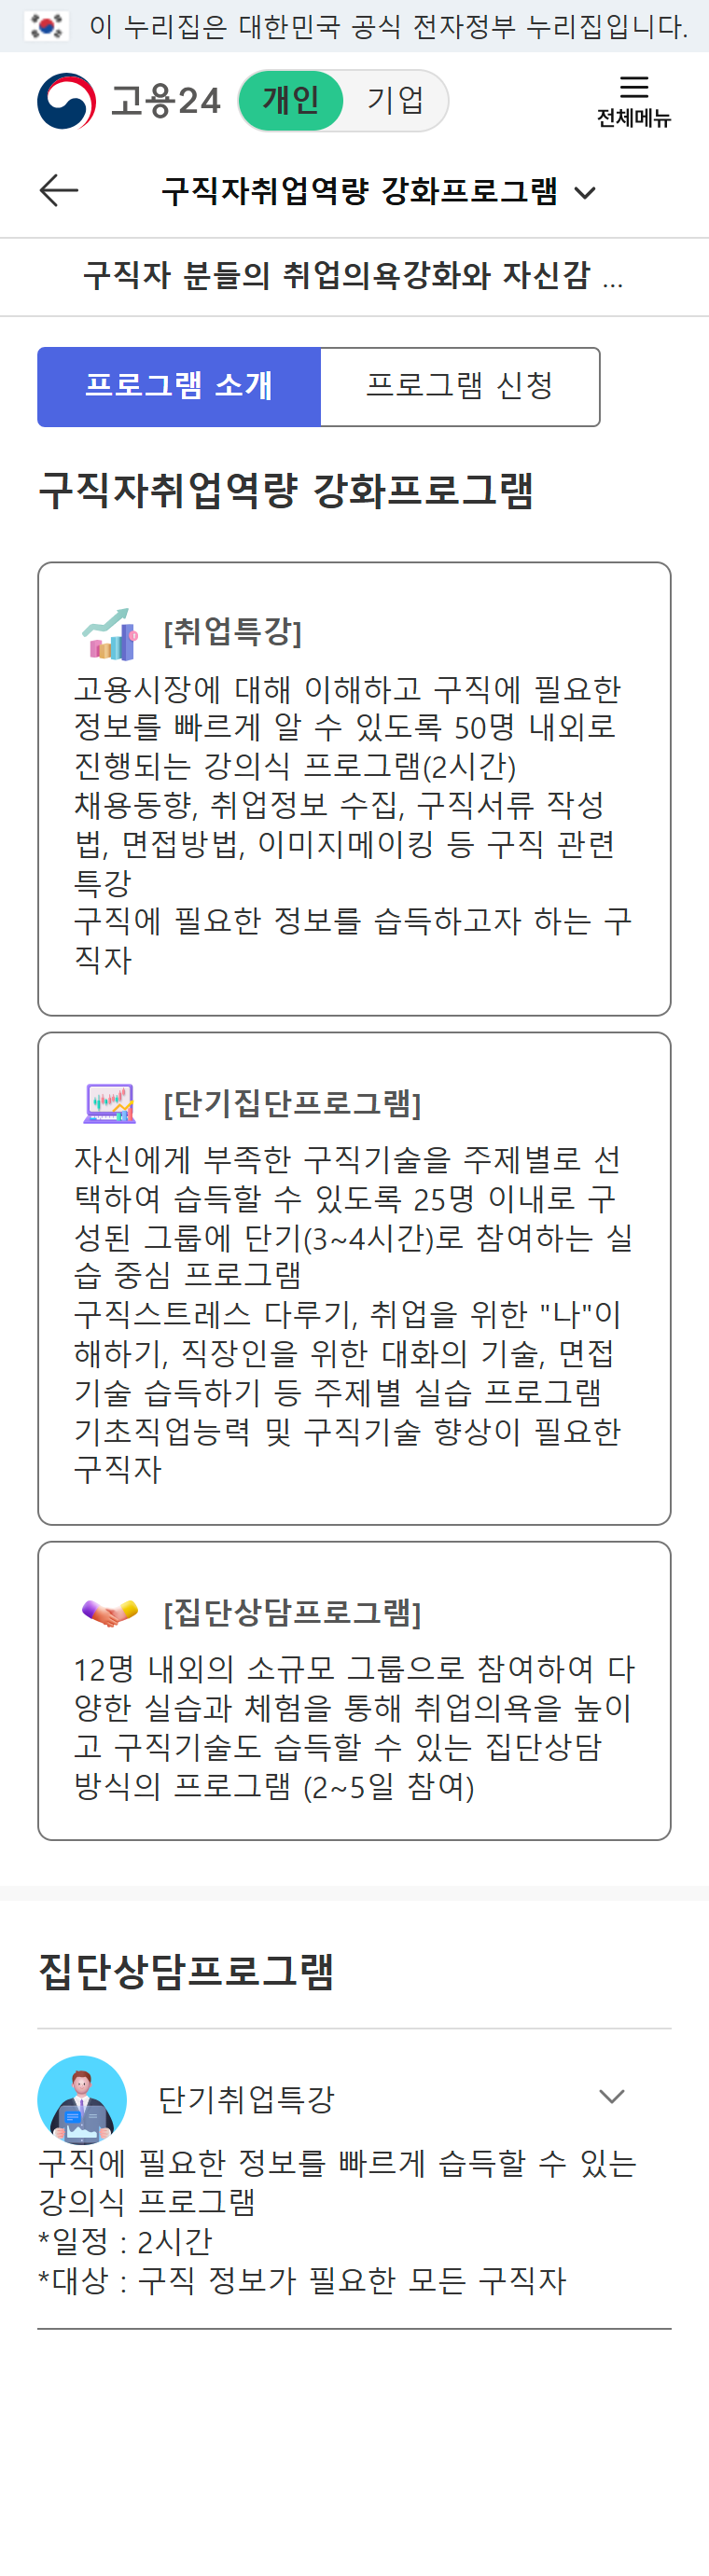 이 누리집은 대한민국 공식 전자정부 누리집입니다.
고용24
개인
기업
전체메뉴
구직자취업역량 강화프로그램
구직자 분들의 취업의욕강화와 자신감 ...
프로그램 소개
프로그램 신청
구직자취업역량 강화프로그램
[취업특강]
고용시장에 대해 이해하고 구직에 필요한
정보를 빠르게 알 수 있도록 50명 내외로
진행되는 강의식 프로그램(2시간)
채용동향, 취업정보 수집, 구직서류 작성
법, 면접방법, 이미지메이킹 등 구직 관련
특강
구직에 필요한 정보를 습득하고자 하는 구
직자
[단기집단프로그램]
자신에게 부족한 구직기술을 주제별로 선
택하여 습득할 수 있도록 25명 이내로 구
성된 그룹에 단기(3~4시간)로 참여하는 실
습 중심 프로그램
구직스트레스 다루기, 취업을 위한 "나"이
해하기, 직장인을 위한 대화의 기술, 면접
기술 습득하기 등 주제별 실습 프로그램
기초직업능력 및 구직기술 향상이 필요한
구직자
[집단상담프로그램]
12명 내외의 소규모 그룹으로 참여하여 다
양한 실습과 체험을 통해 취업의욕을 높이
고 구직기술도 습득할 수 있는 집단상담
방식의 프로그램 (2~5일 참여)
집단상담프로그램
단기취업특강
구직에 필요한 정보를 빠르게 습득할 수 있는
강의식 프로그램
*일정 : 2시간
*대상 : 구직 정보가 필요한 모든 구직자